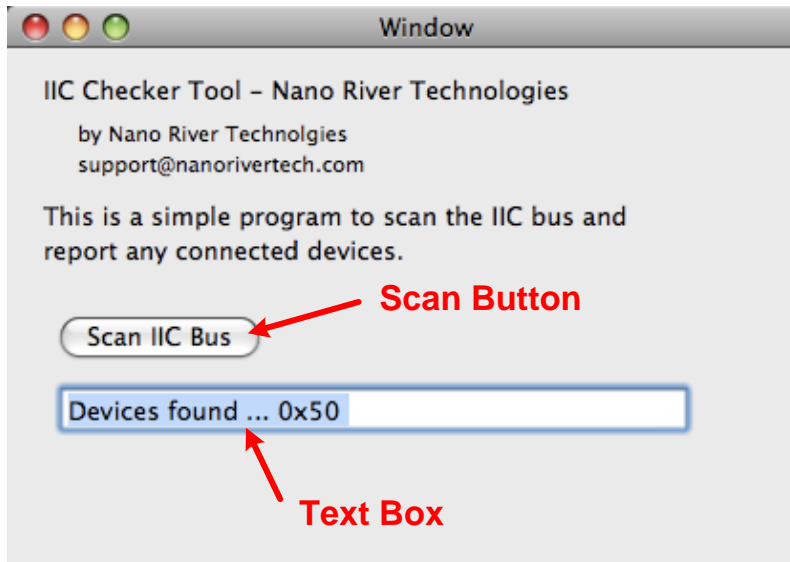 Window
IIC Checker Tool – Nano River Technologies
by Nano River Technolgies
support@nanorivertech.com
This is a simple program to scan the IIC bus and
report any connected devices.
Scan Button
Scan IIC Bus
Devices found ... 0x50
Text Box